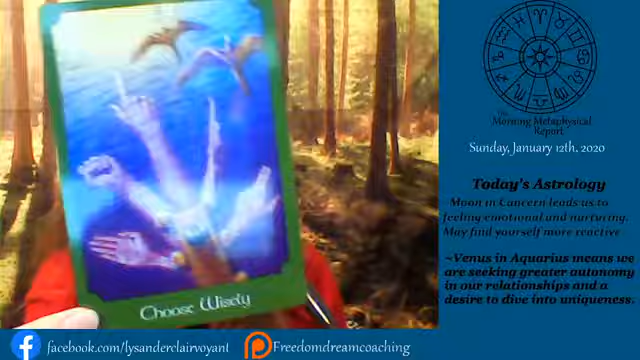 Choose Wisely
The
Morning Metaphysical
Report
Sunday, January 12th, 2020
Today's Astrology
Moon in Cancern leads us to
feeling emotional and nurturing.
May find yourself more reactive
~Venus in Aquarius means we
are seeking greater autonomy
in our relationships and a
desire to dive into uniqueness.
facebook.com/lysanderclairvoyant
Freedomdreamcoaching